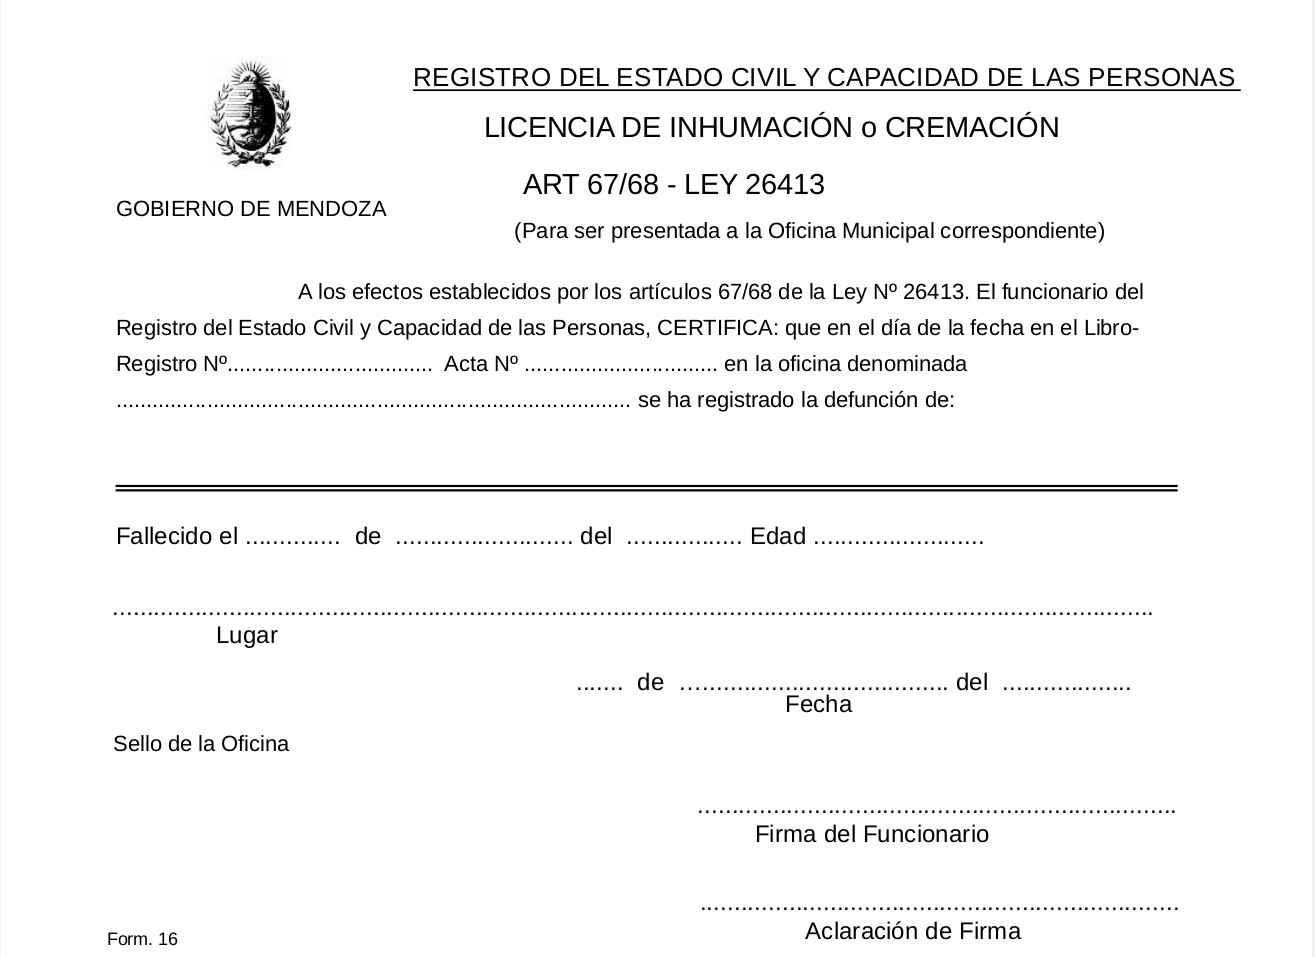 REGISTRO DEL ESTADO CIVIL Y CAPACIDAD DE LAS PERSONAS
LICENCIA DE INHUMACIÓN o CREMACIÓN
ART 67/68 - LEY 26413
GOBIERNO DE MENDOZA
(Para ser presentada a la Oficina Municipal correspondiente)
A los efectos establecidos por los artículos 67/68 de la Ley Nº 26413. El funcionario del
Registro del Estado Civil y Capacidad de las Personas, CERTIFICA: que en el día de la fecha en el Libro-
Registro Nº.................................. Acta Nº ................................ en la oficina denominada
..................................................................................... se ha registrado la defunción de:
Fallecido el .............. de .......................... del ................. Edad .........................
........................................................................................................................................................
Lugar
....... de ....................................... del ...................
Fecha
Sello de la Oficina
......................................................................
Firma del Funcionario
......................................................................
Aclaración de Firma
Form. 16